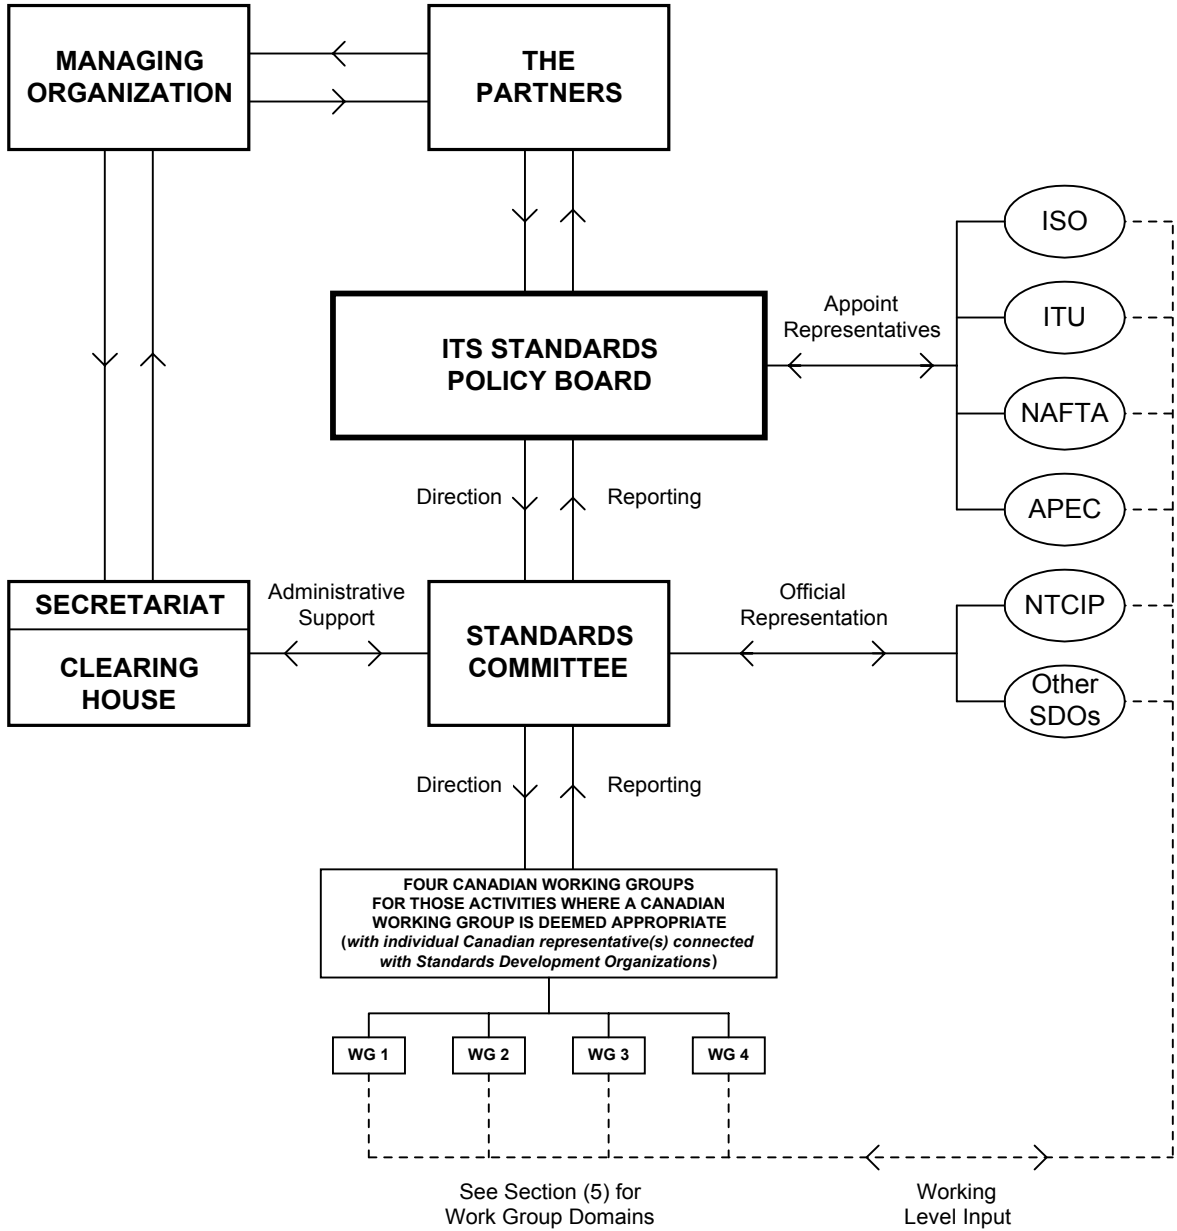 MANAGING
ORGANIZATION
THE
PARTNERS
ISO
ITU
NAFTA
APEC
Appoint
Representatives
ITS STANDARDS
POLICY BOARD
Direction
Reporting
SECRETARIAT
CLEARING
HOUSE
Administrative
Support
STANDARDS
COMMITTEE
Official
Representation
NTCIP
Other
SDOs
Direction
Reporting
FOUR CANADIAN WORKING GROUPS
FOR THOSE ACTIVITIES WHERE A CANADIAN
WORKING GROUP IS DEEMED APPROPRIATE
(with individual Canadian representative(s) connected
with Standards Development Organizations)
WG 1
WG 2
WG 3
WG 4
See Section (5) for
Work Group Domains
Working
Level Input